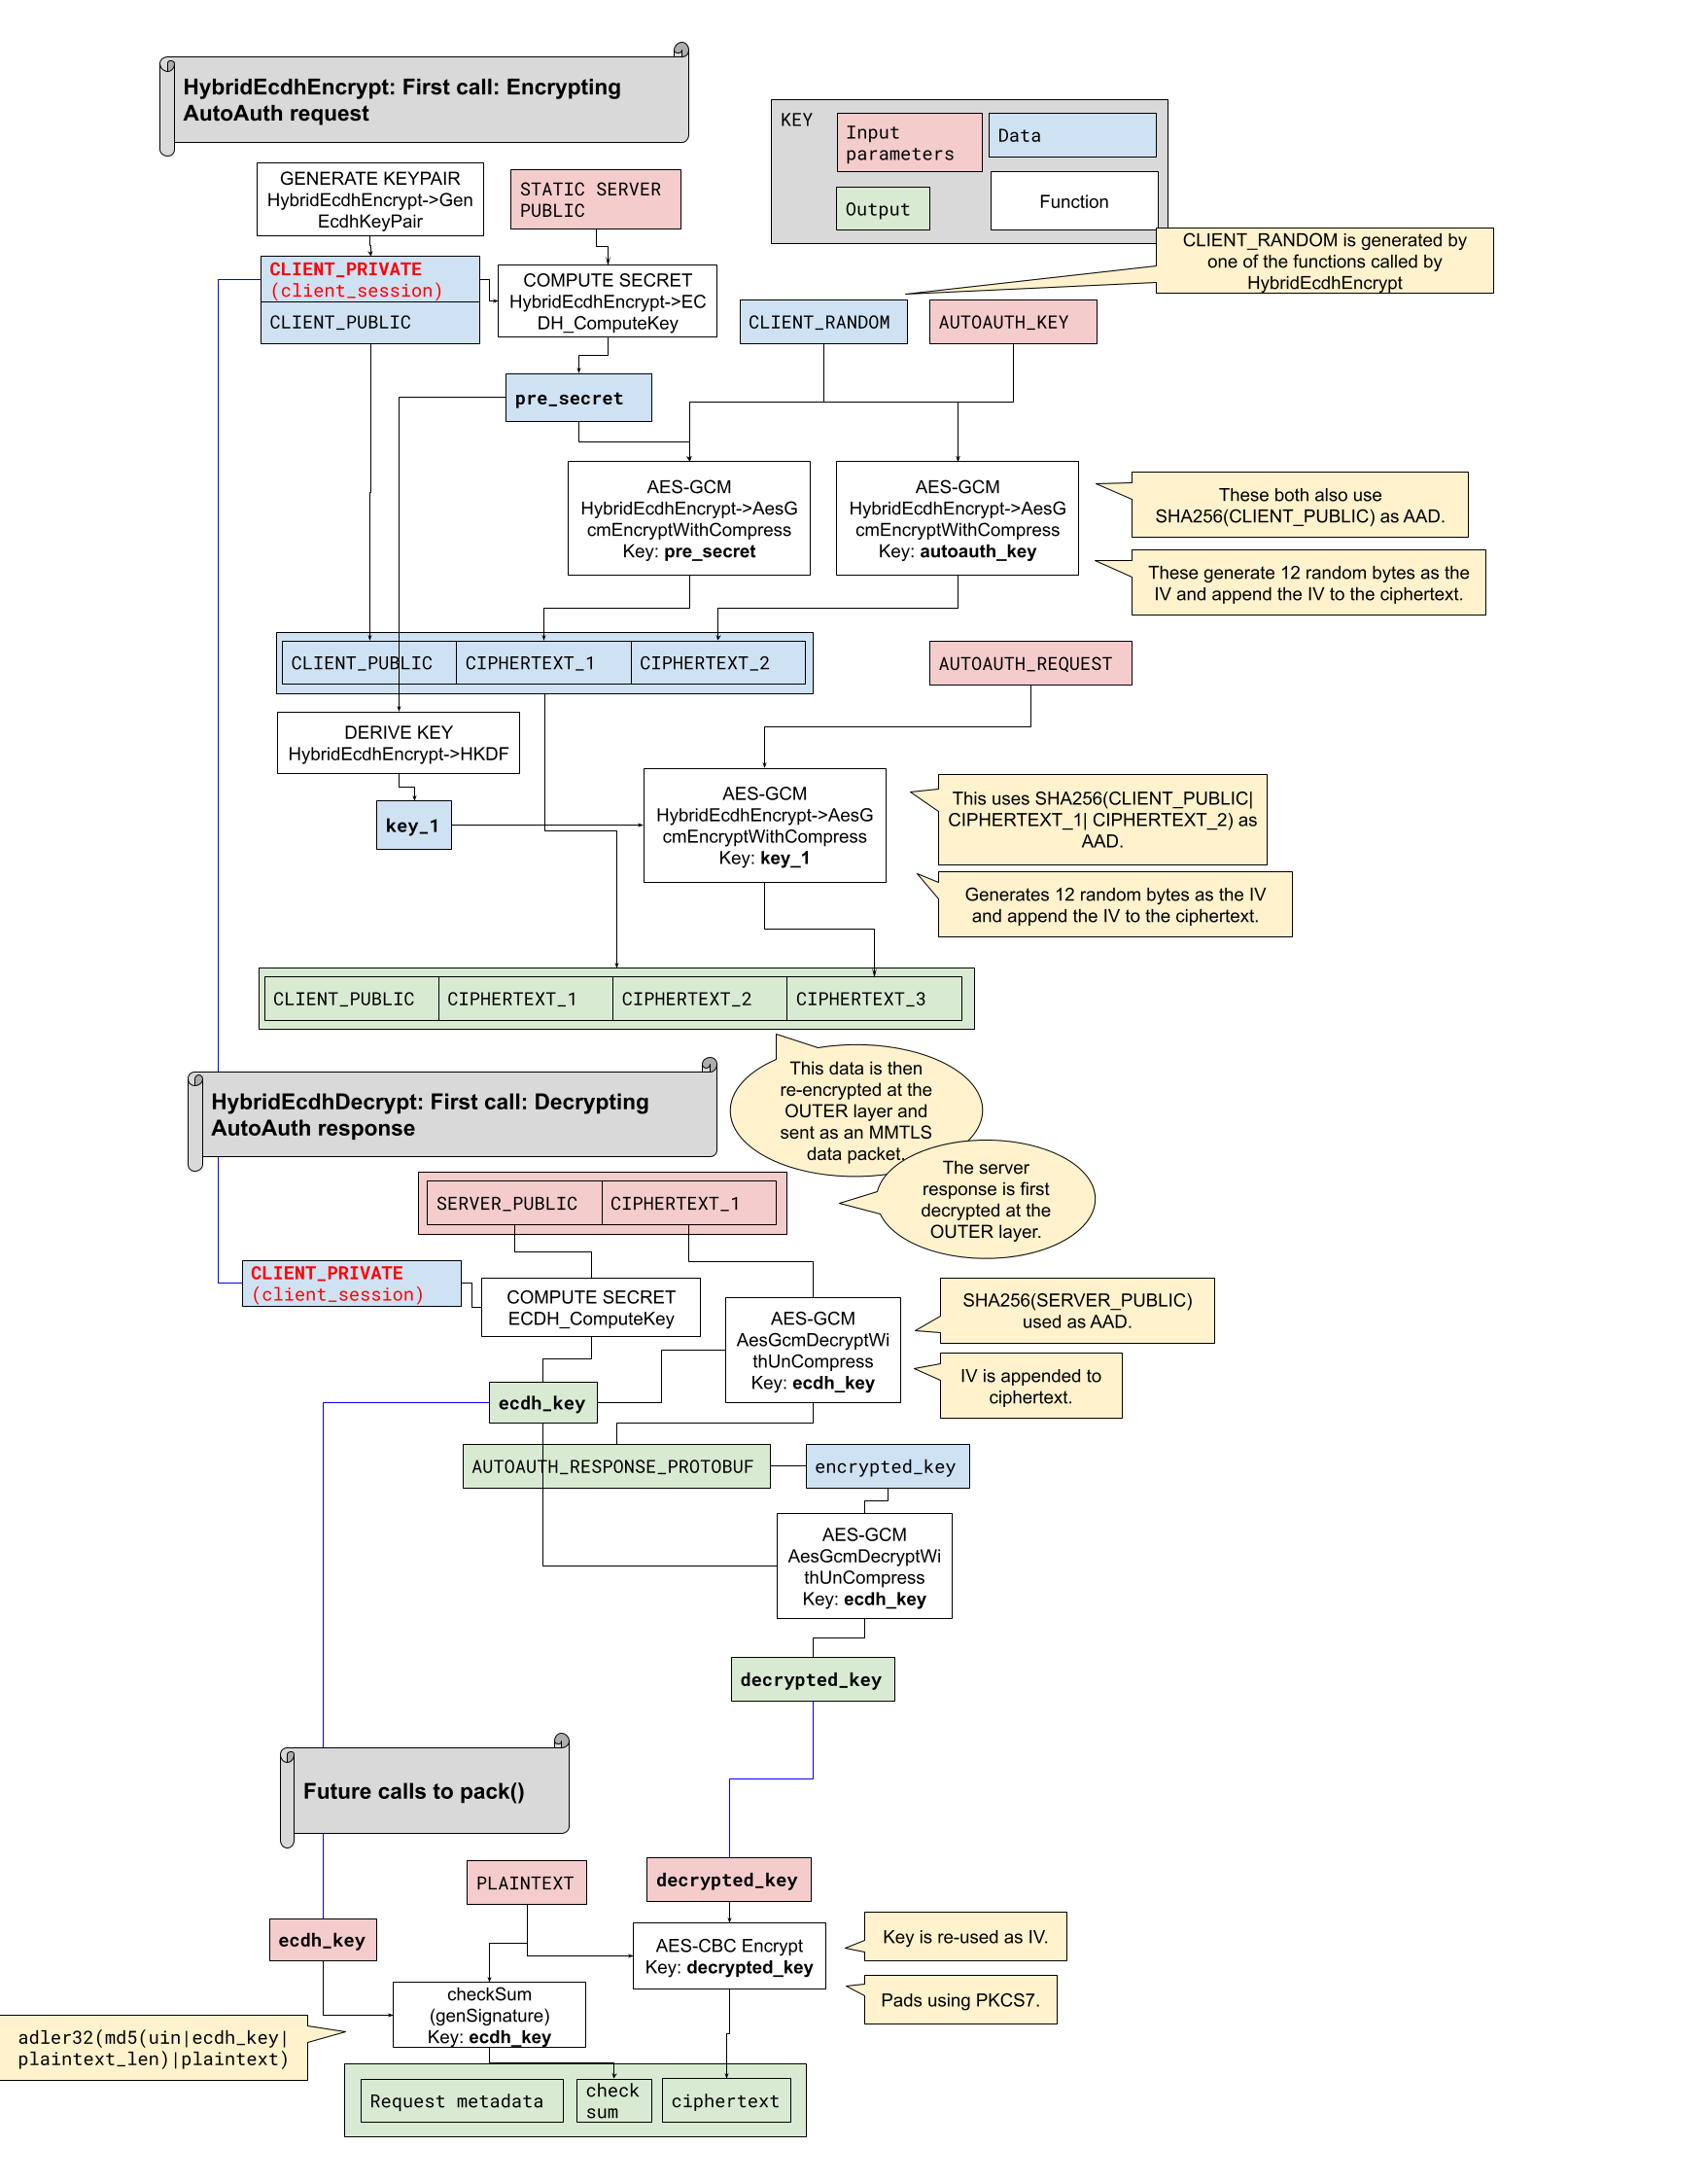 HybridEcdhEncrypt: First call: Encrypting
AutoAuth request
KEY
Input
parameters
Data
Output
Function
GENERATE KEYPAIR
HybridEcdhEncrypt->Gen
EcdhKeyPair
STATIC SERVER
PUBLIC
CLIENT_RANDOM is generated by
one of the functions called by
HybridEcdhEncrypt
CLIENT_PRIVATE
(client_session)
CLIENT_PUBLIC
COMPUTE SECRET
HybridEcdhEncrypt->EC
DH_ComputeKey
CLIENT_RANDOM
AUTOAUTH_KEY
pre_secret
AES-GCM
HybridEcdhEncrypt->AesG
cmEncryptWithCompress
Key: pre_secret
AES-GCM
HybridEcdhEncrypt->AesG
cmEncryptWithCompress
Key: autoauth_key
These both also use
SHA256(CLIENT_PUBLIC) as AAD.
These generate 12 random bytes as the
IV and append the IV to the ciphertext.
CLIENT_PUBLIC
CIPHERTEXT_1
CIPHERTEXT_2
AUTOAUTH_REQUEST
DERIVE KEY
HybridEcdhEncrypt->HKDF
key_1
AES-GCM
HybridEcdhEncrypt->AesG
cmEncryptWithCompress
Key: key_1
This uses SHA256(CLIENT_PUBLIC|
CIPHERTEXT_1| CIPHERTEXT_2) as
AAD.
Generates 12 random bytes as the IV
and append the IV to the ciphertext.
CLIENT_PUBLIC
CIPHERTEXT_1
CIPHERTEXT_2
CIPHERTEXT_3
This data is then
re-encrypted at the
OUTER layer and
sent as an MMTLS
data packet.
HybridEcdhDecrypt: First call: Decrypting
AutoAuth response
The server
response is first
decrypted at the
OUTER layer.
SERVER_PUBLIC
CIPHERTEXT_1
CLIENT_PRIVATE
(client_session)
COMPUTE SECRET
ECDH_ComputeKey
AES-GCM
AesGcmDecryptWi
thUnCompress
Key: ecdh_key
SHA256(SERVER_PUBLIC)
used as AAD.
IV is appended to
ciphertext.
ecdh_key
AUTOAUTH_RESPONSE_PROTOBUF
encrypted_key
AES-GCM
AesGcmDecryptWi
thUnCompress
Key: ecdh_key
decrypted_key
Future calls to pack()
PLAINTEXT
decrypted_key
ecdh_key
AES-CBC Encrypt
Key: decrypted_key
Key is re-used as IV.
Pads using PKCS7.
checkSum
(genSignature)
Key: ecdh_key
adler32(md5(uin|ecdh_key|
plaintext_len)|plaintext)
Request metadata
check
sum
ciphertext